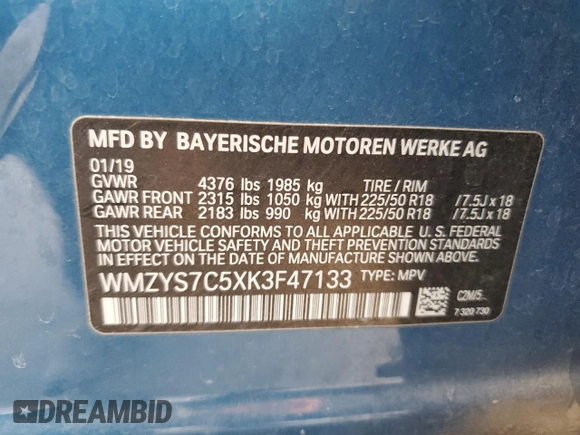 MFD BY BAYERISCHE MOTOREN WERKE AG
01/19
GVWR 4376 lbs 1985 kg TIRE / RIM
GAWR FRONT 2315 lbs 1050 kg WITH 225/50 R18 /7.5J x 18
GAWR REAR 2183 lbs 990 kg WITH 225/50 R18 /7.5J x 18
THIS VEHICLE CONFORMS TO ALL APPLICABLE U. S. FEDERAL
MOTOR VEHICLE SAFETY, BUMPER, AND THEFT PREVENTION
STANDARDS IN EFFECT ON THE DATE OF MANUFACTURE SHOWN ABOVE.
WMZYS7C5XK3F47133 TYPE: MPV
C2M/5...
7 320 730
DREAMBID